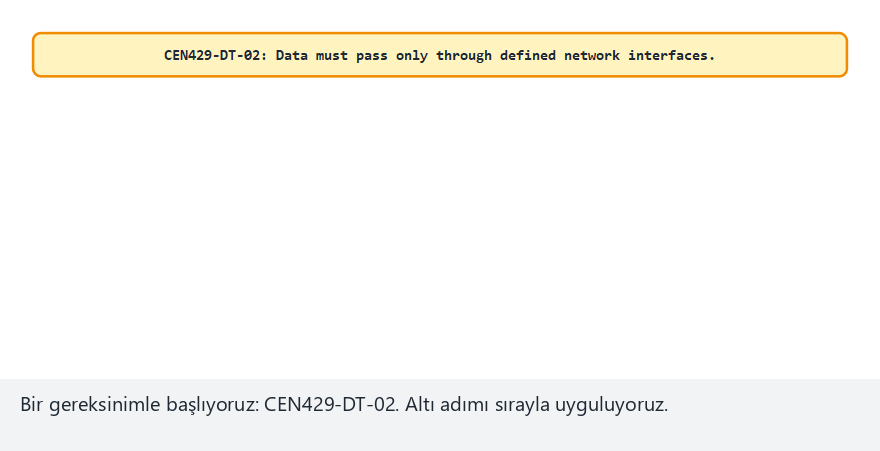 CEN429-DT-02: Data must pass only through defined network interfaces.
Bir gereksinimle başlıyoruz: CEN429-DT-02. Altı adımı sırayla uyguluyoruz.